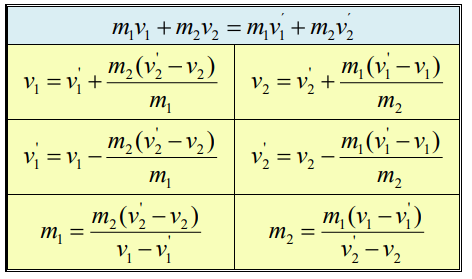 m₁v₁ + m₂v₂ = m₁v₁' + m₂v₂'
v₁ = v₁' + m₂(v₂' − v₂) / m₁
v₂ = v₂' + m₁(v₁' − v₁) / m₂
v₁' = v₁ − m₂(v₂' − v₂) / m₁
v₂' = v₂ − m₁(v₁' − v₁) / m₂
m₁ = m₂(v₂' − v₂) / v₁ − v₁'
m₂ = m₁(v₁ − v₁') / v₂' − v₂